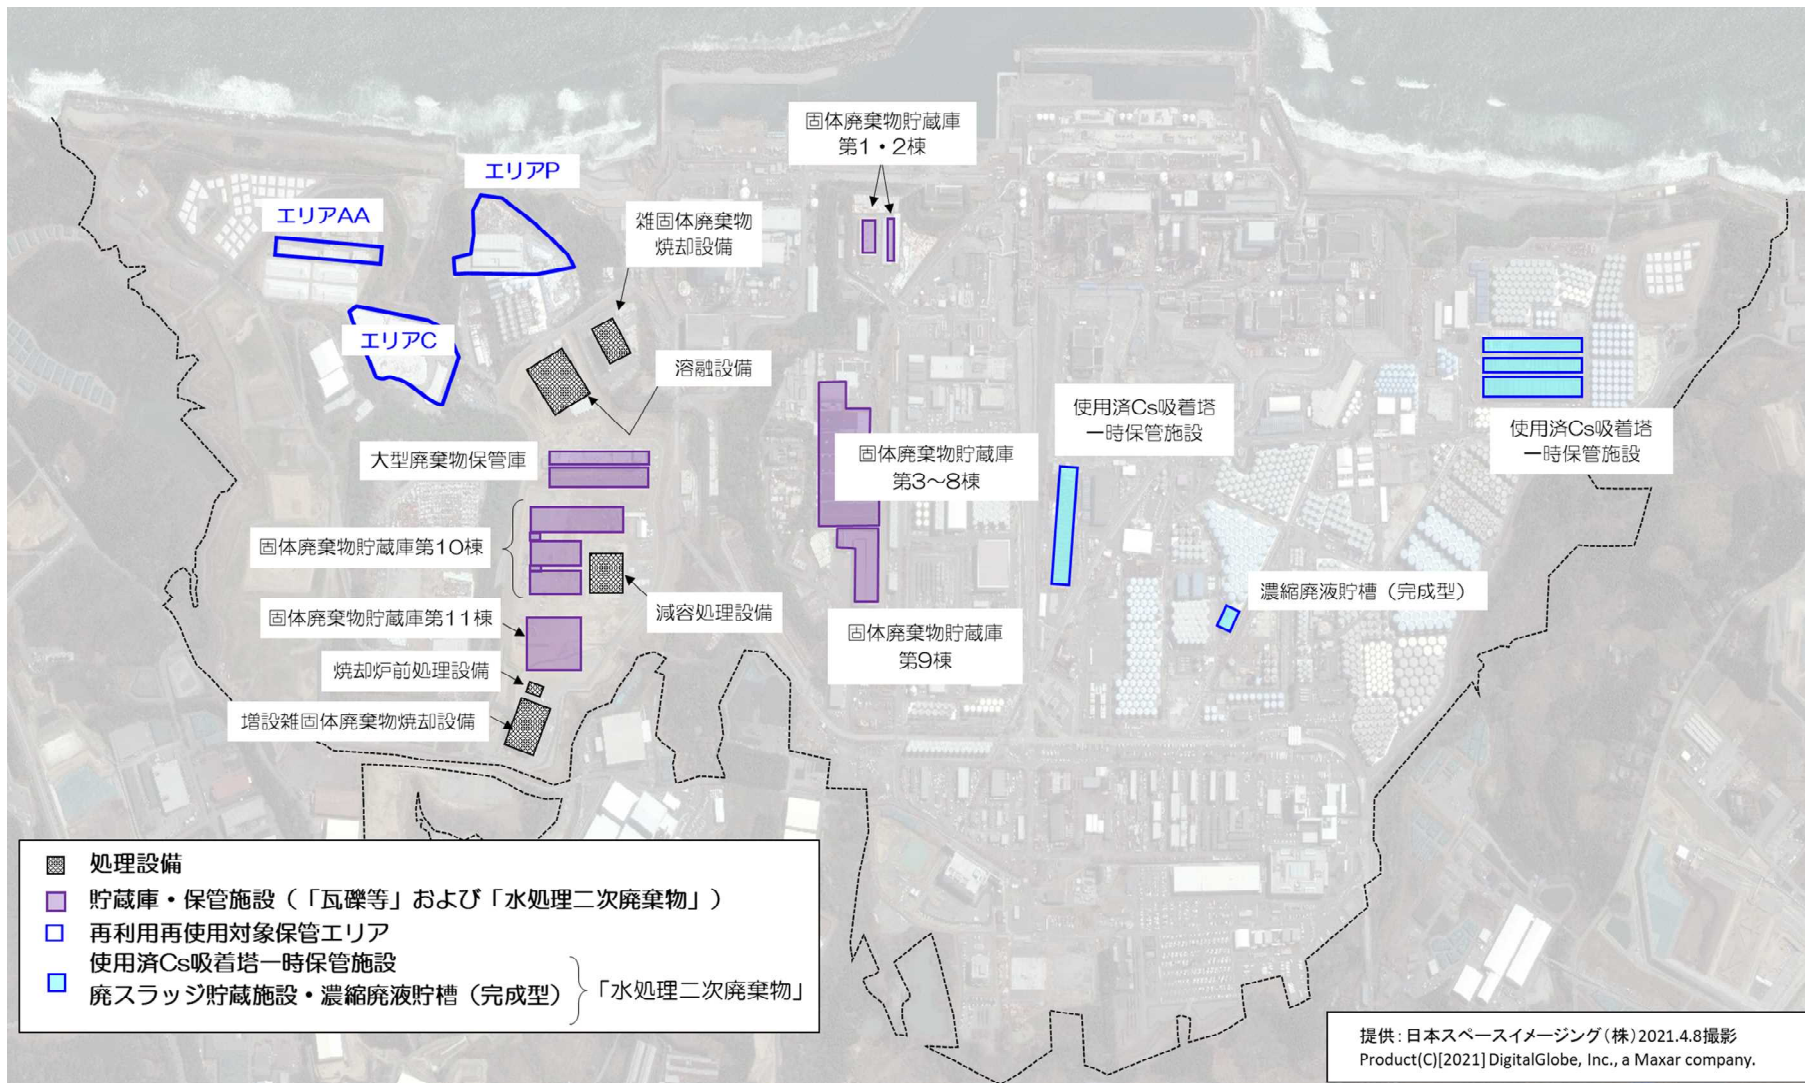 固体廃棄物貯蔵庫
第1・2棟
エリアP
エリアAA
雑固体廃棄物
焼却設備
エリアC
溶融設備
使用済Cs吸着塔
一時保管施設
使用済Cs吸着塔
一時保管施設
大型廃棄物保管庫
固体廃棄物貯蔵庫
第3〜8棟
固体廃棄物貯蔵庫第10棟
濃縮廃液貯槽（完成型）
固体廃棄物貯蔵庫第11棟
減容処理設備
固体廃棄物貯蔵庫
第9棟
焼却炉前処理設備
増設雑固体廃棄物焼却設備
処理設備
貯蔵庫・保管施設（「瓦礫等」および「水処理二次廃棄物」）
再利用再使用対象保管エリア
使用済Cs吸着塔一時保管施設
廃スラッジ貯蔵施設・濃縮廃液貯槽（完成型）
「水処理二次廃棄物」
提供：日本スペースイメージング（株）2021.4.8撮影
Product(C)[2021] DigitalGlobe, Inc., a Maxar company.